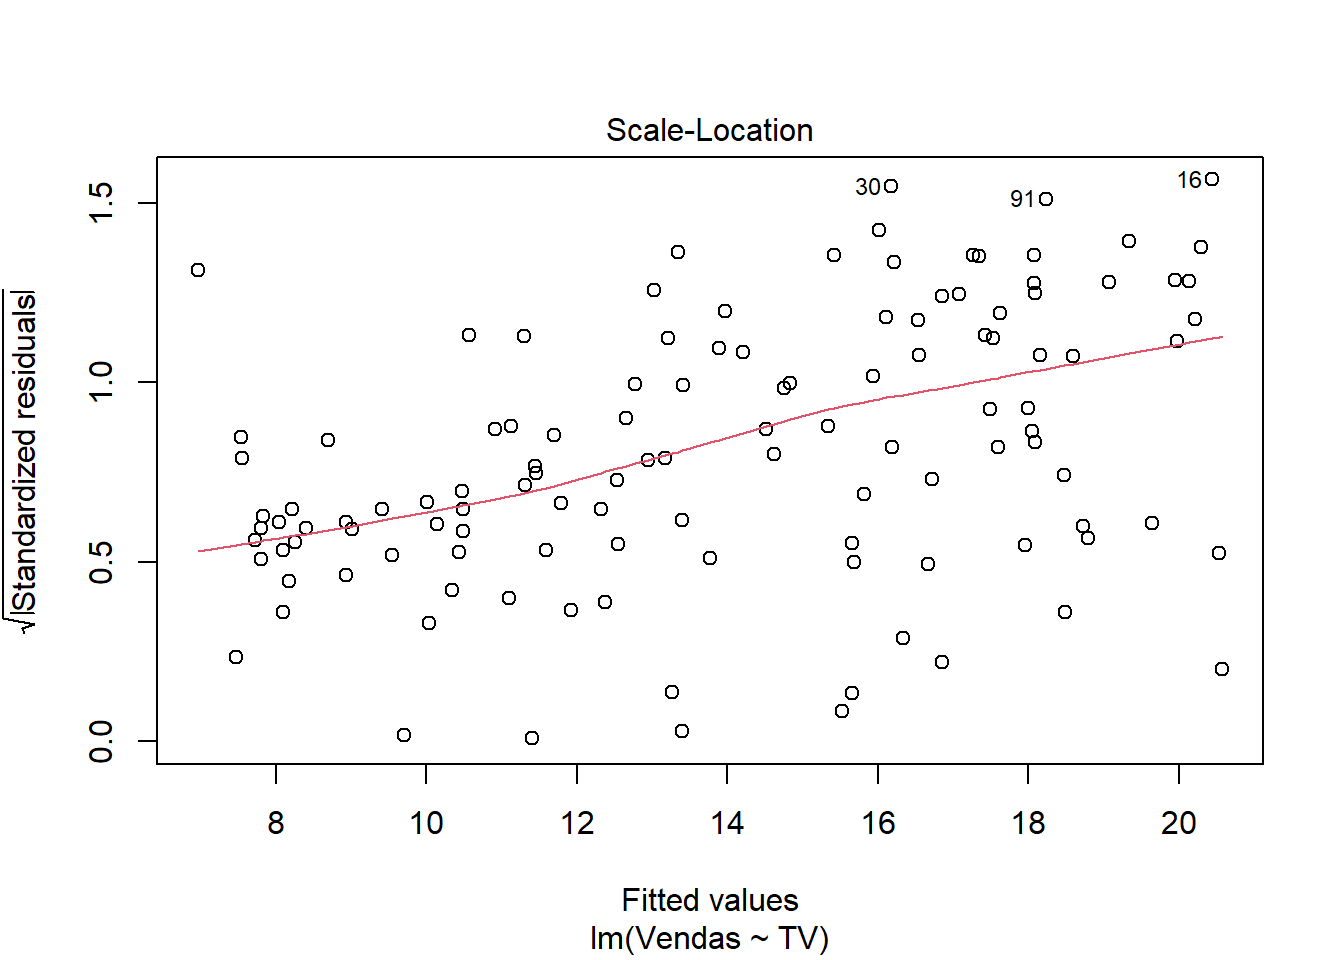 Scale-Location
√|Standardized residuals|
1.5
1.0
0.5
0.0
30
91
16
8 10 12 14 16 18 20
Fitted values
lm(Vendas ~ TV)